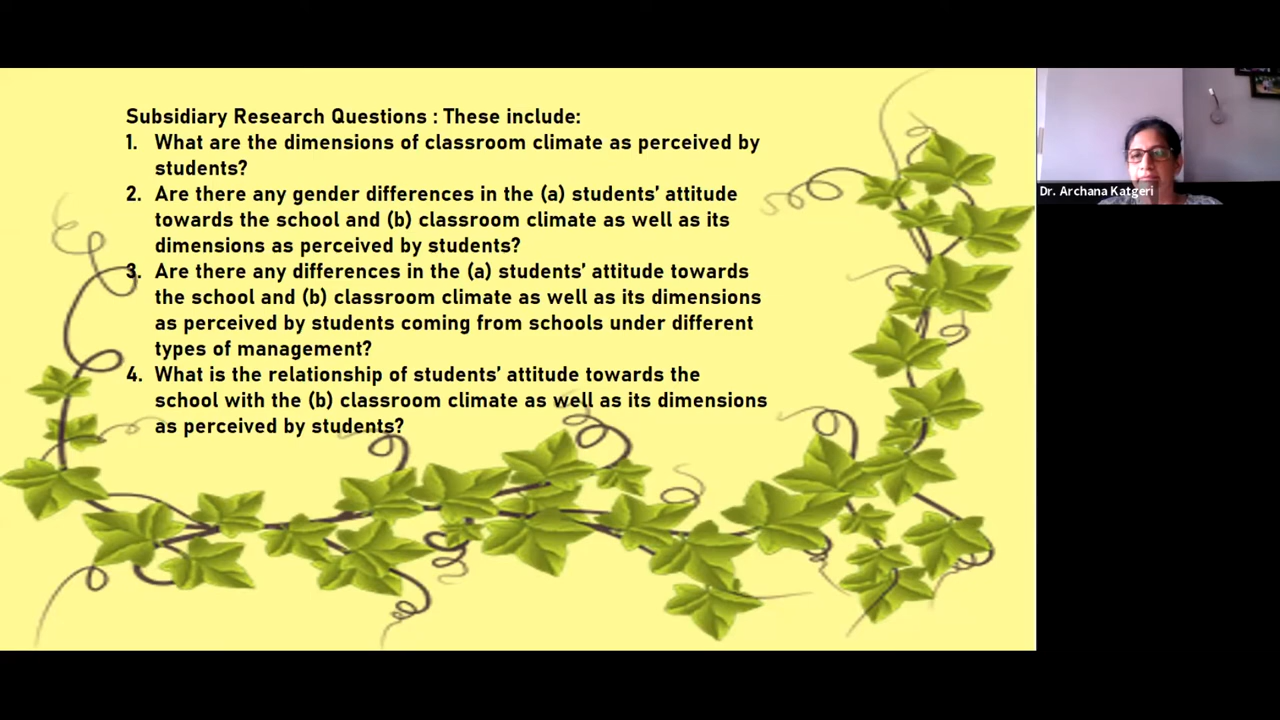 Subsidiary Research Questions : These include:
1. What are the dimensions of classroom climate as perceived by
students?
2. Are there any gender differences in the (a) students’ attitude
towards the school and (b) classroom climate as well as its
dimensions as perceived by students?
3. Are there any differences in the (a) students’ attitude towards
the school and (b) classroom climate as well as its dimensions
as perceived by students coming from schools under different
types of management?
4. What is the relationship of students’ attitude towards the
school with the (b) classroom climate as well as its dimensions
as perceived by students?
Dr. Archana Katgeri